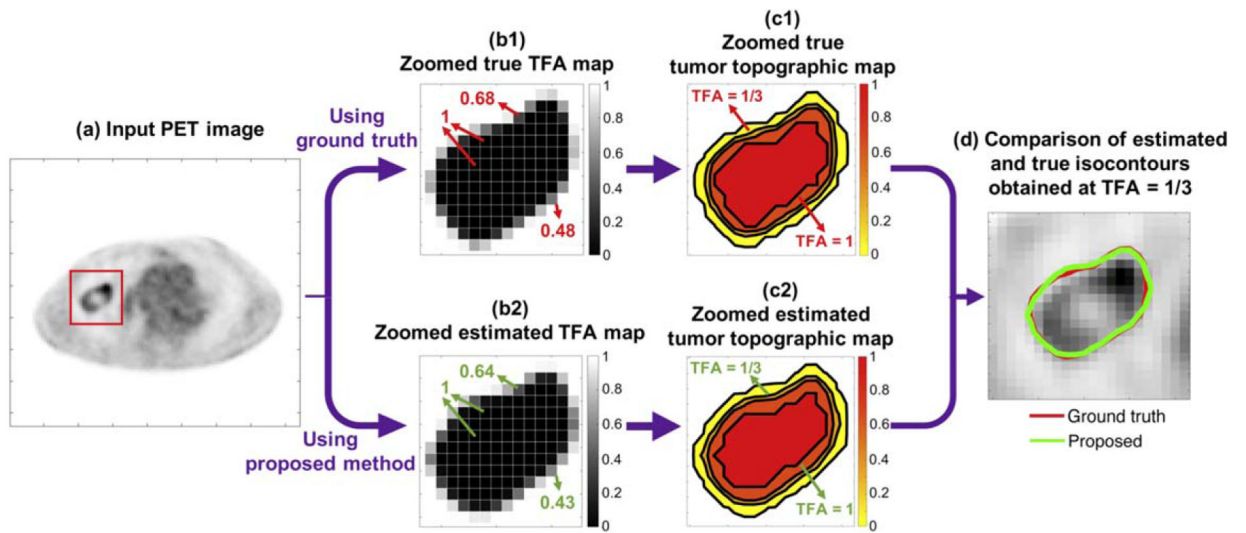 (a) Input PET image
Using
ground truth
Using
proposed method
(b1)
Zoomed true TFA map
0.68
1
0.48
1
0.8
0.6
0.4
0.2
0
(c1)
Zoomed true
tumor topographic map
TFA = 1/3
TFA = 1
1
0.8
0.6
0.4
0.2
0
(b2)
Zoomed estimated TFA map
0.64
1
0.43
1
0.8
0.6
0.4
0.2
0
(c2)
Zoomed estimated
tumor topographic map
TFA = 1/3
TFA = 1
1
0.8
0.6
0.4
0.2
0
(d) Comparison of estimated
and true isocontours
obtained at TFA = 1/3
Ground truth
Proposed